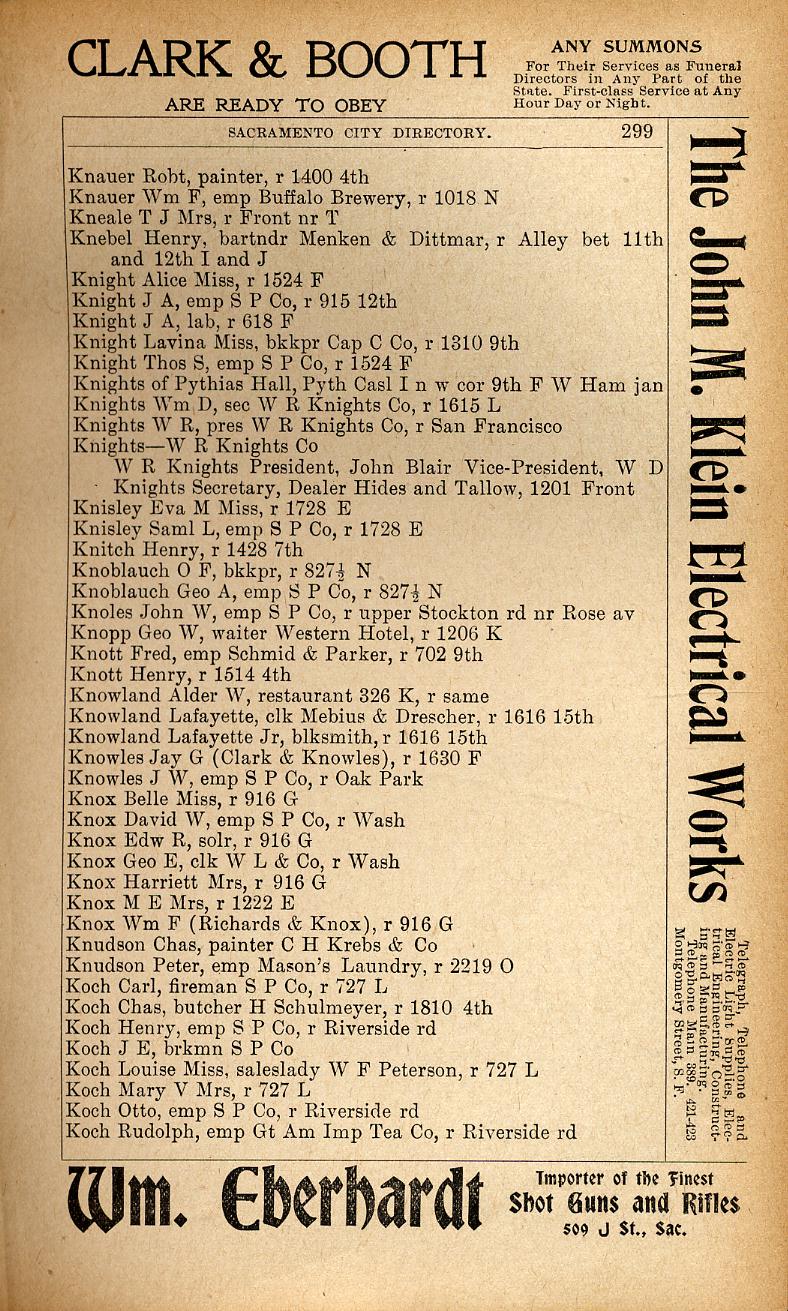 CLARK & BOOTH
ARE READY TO OBEY
ANY SUMMONS
For Their Services as Funeral
Directors in Any Part of the
State. First-class Service at Any
Hour Day or Night.
SACRAMENTO CITY DIRECTORY. 299
Knauer Robt, painter, r 1400 4th
Knauer Wm F, emp Buffalo Brewery, r 1018 N
Kneale T J Mrs, r Front nr T
Knebel Henry, bartndr Menken & Dittmar, r Alley bet 11th
and 12th I and J
Knight Alice Miss, r 1524 F
Knight J A, emp S P Co, r 915 12th
Knight J A, lab, r 618 F
Knight Lavina Miss, bkkpr Cap C Co, r 1310 9th
Knight Thos S, emp S P Co, r 1524 F
Knights of Pythias Hall, Pyth Casl I n w cor 9th F W Ham jan
Knights Wm D, sec W R Knights Co, r 1615 L
Knights W R, pres W R Knights Co, r San Francisco
Knights—W R Knights Co
W R Knights President, John Blair Vice-President, W D
Knights Secretary, Dealer Hides and Tallow, 1201 Front
Knisley Eva M Miss, r 1728 E
Knisley Saml L, emp S P Co, r 1728 E
Knitch Henry, r 1428 7th
Knoblauch O F, bkkpr, r 827½ N
Knoblauch Geo A, emp S P Co, r 827½ N
Knoles John W, emp S P Co, r upper Stockton rd nr Rose av
Knopp Geo W, waiter Western Hotel, r 1206 K
Knott Fred, emp Schmid & Parker, r 702 9th
Knott Henry, r 1514 4th
Knowland Alder W, restaurant 326 K, r same
Knowland Lafayette, clk Mebius & Drescher, r 1616 15th
Knowland Lafayette Jr, blksmith, r 1616 15th
Knowles Jay G (Clark & Knowles), r 1630 F
Knowles J W, emp S P Co, r Oak Park
Knox Belle Miss, r 916 G
Knox David W, emp S P Co, r Wash
Knox Edw R, solr, r 916 G
Knox Geo E, clk W L & Co, r Wash
Knox Harriett Mrs, r 916 G
Knox M E Mrs, r 1222 E
Knox Wm F (Richards & Knox), r 916 G
Knudson Chas, painter C H Krebs & Co
Knudson Peter, emp Mason's Laundry, r 2219 O
Koch Carl, fireman S P Co, r 727 L
Koch Chas, butcher H Schulmeyer, r 1810 4th
Koch Henry, emp S P Co, r Riverside rd
Koch J E, brkmn S P Co
Koch Louise Miss, saleslady W F Peterson, r 727 L
Koch Mary V Mrs, r 727 L
Koch Otto, emp S P Co, r Riverside rd
Koch Rudolph, emp Gt Am Imp Tea Co, r Riverside rd
The John M. Klein Electrical Works
Telegraph, Telephone and
Electric Light Supplies, Elec-
trical Engineering, Construct-
ing and Manufacturing.
Telephone Main 389. 421-423
Montgomery Street, S. F.
Wm. Eberhardt
Importer of the Finest
Shot Guns and Rifles
509 J St., Sac.